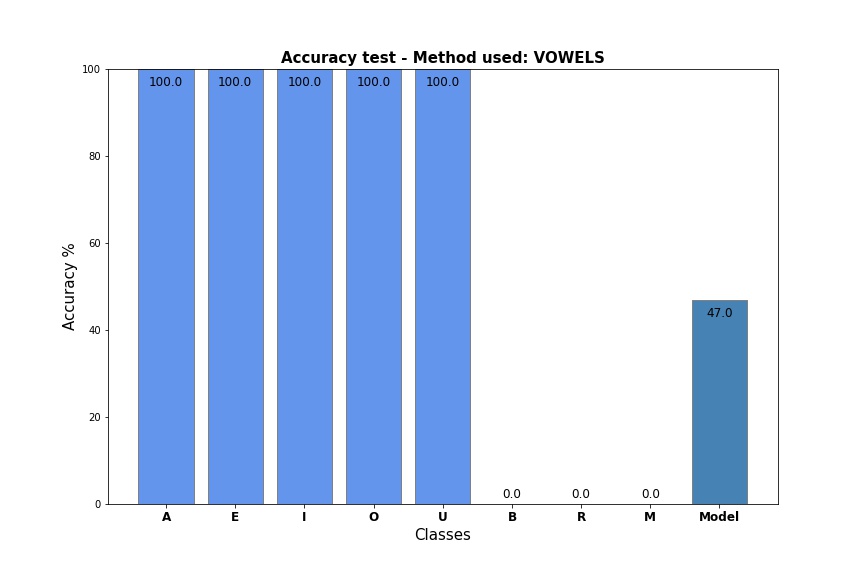 Accuracy test - Method used: VOWELS
Accuracy %
100
80
60
40
20
0
100.0 100.0 100.0 100.0 100.0 0.0 0.0 0.0 47.0
A E I O U B R M Model
Classes